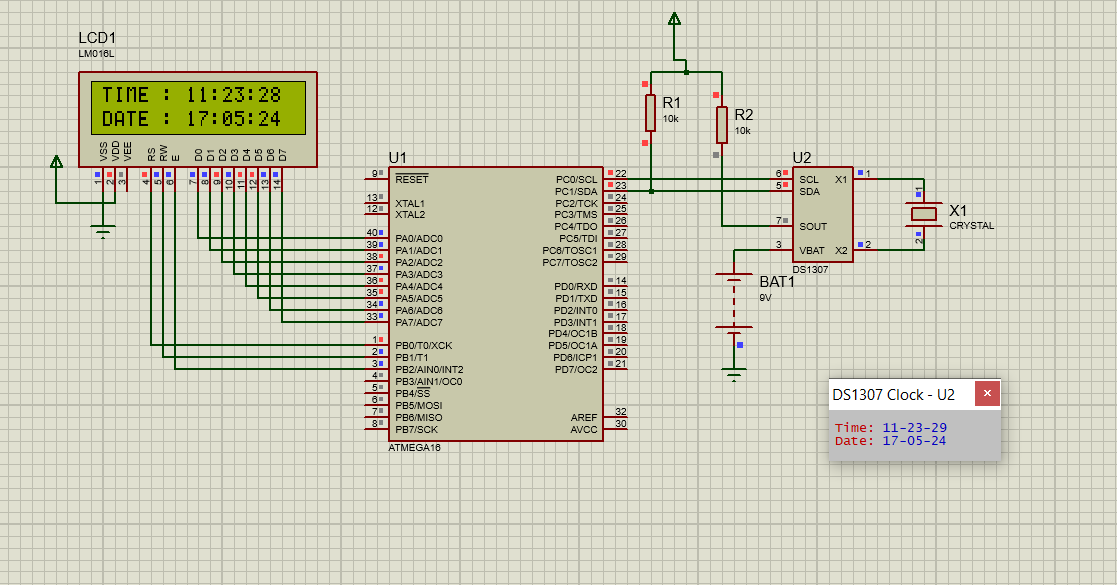 LCD1
LM016L
TIME : 11:23:28
DATE : 17:05:24
VSS
VDD
VEE
RS
RW
E
D0
D1
D2
D3
D4
D5
D6
D7
1
2
3
4
5
6
7
8
9
10
11
12
13
14
R1
10k
R2
10k
U1
9 RESET
13 XTAL1
12 XTAL2
40 PA0/ADC0
39 PA1/ADC1
38 PA2/ADC2
37 PA3/ADC3
36 PA4/ADC4
35 PA5/ADC5
34 PA6/ADC6
33 PA7/ADC7
1 PB0/T0/XCK
2 PB1/T1
3 PB2/AIN0/INT2
4 PB3/AIN1/OC0
5 PB4/SS
6 PB5/MOSI
7 PB6/MISO
8 PB7/SCK
PC0/SCL 22
PC1/SDA 23
PC2/TCK 24
PC3/TMS 25
PC4/TDO 26
PC5/TDI 27
PC6/TOSC1 28
PC7/TOSC2 29
PD0/RXD 14
PD1/TXD 15
PD2/INT0 16
PD3/INT1 17
PD4/OC1B 18
PD5/OC1A 19
PD6/ICP1 20
PD7/OC2 21
AREF 32
AVCC 30
ATMEGA16
U2
6 SCL X1 1
5 SDA
7 SOUT
3 VBAT X2 2
DS1307
1
X1
CRYSTAL
2
BAT1
9V
DS1307 Clock - U2
Time: 11-23-29
Date: 17-05-24